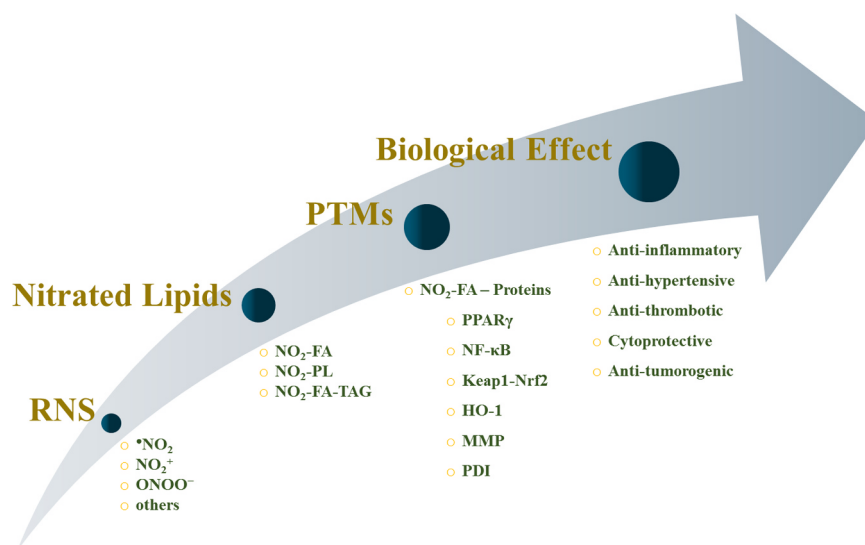 RNS
•NO₂
NO₂⁺
ONOO⁻
others
Nitrated Lipids
NO₂-FA
NO₂-PL
NO₂-FA-TAG
PTMs
NO₂-FA – Proteins
PPARγ
NF-κB
Keap1-Nrf2
HO-1
MMP
PDI
Biological Effect
Anti-inflammatory
Anti-hypertensive
Anti-thrombotic
Cytoprotective
Anti-tumorogenic